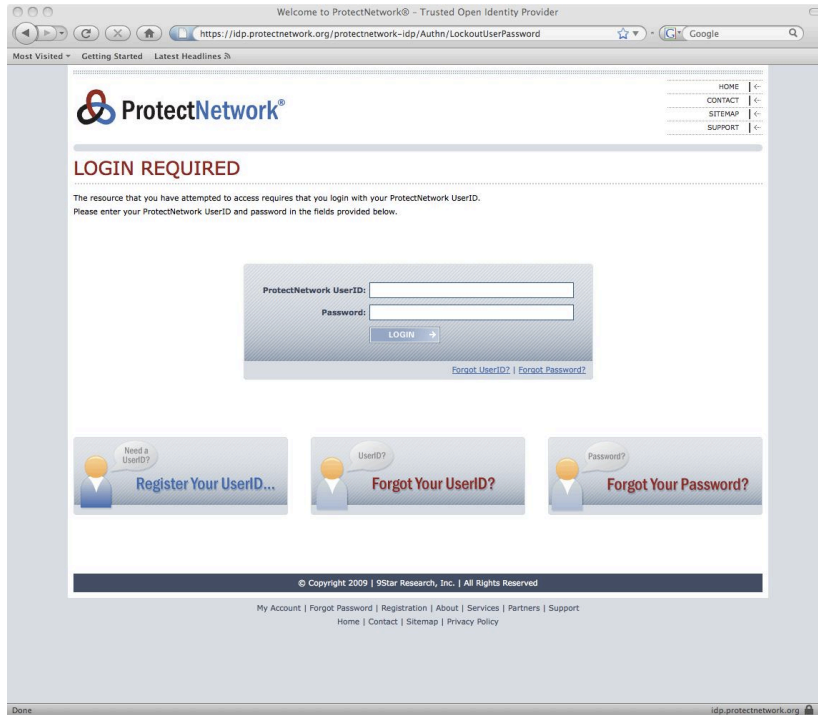 Welcome to ProtectNetwork® – Trusted Open Identity Provider
https://idp.protectnetwork.org/protectnetwork-idp/Authn/LockoutUserPassword
Google
Most Visited
Getting Started
Latest Headlines
HOME
CONTACT
SITEMAP
SUPPORT
ProtectNetwork®
LOGIN REQUIRED
The resource that you have attempted to access requires that you login with your ProtectNetwork UserID.
Please enter your ProtectNetwork UserID and password in the fields provided below.
ProtectNetwork UserID:
Password:
LOGIN
Forgot UserID? | Forgot Password?
Need a
UserID?
Register Your UserID...
UserID?
Forgot Your UserID?
Password?
Forgot Your Password?
© Copyright 2009 | 9Star Research, Inc. | All Rights Reserved
My Account | Forgot Password | Registration | About | Services | Partners | Support
Home | Contact | Sitemap | Privacy Policy
Done
idp.protectnetwork.org